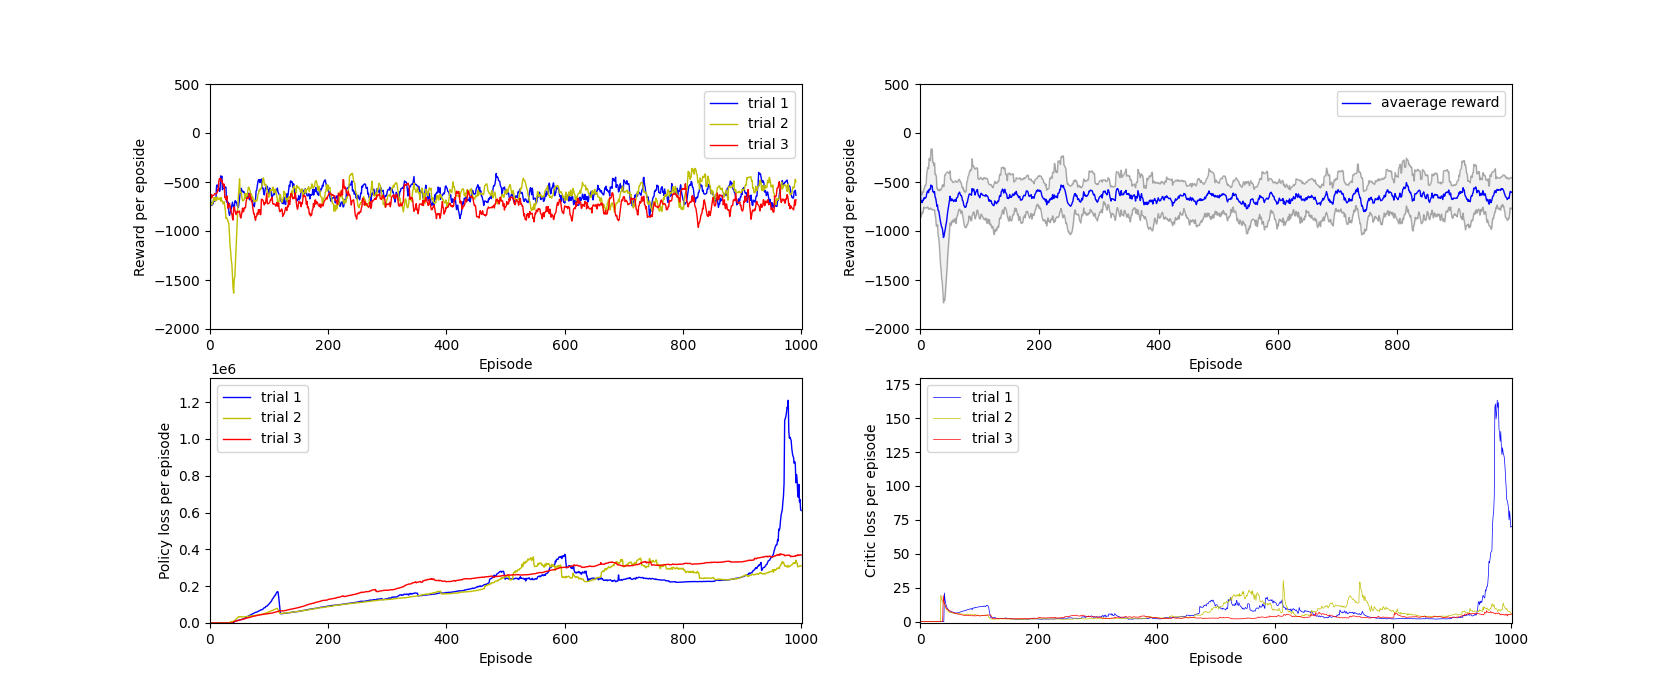 500
0
−500
−1000
−1500
−2000
Reward per eposide
trial 1
trial 2
trial 3
0 200 400 600 800 1000
Episode
500
0
−500
−1000
−1500
−2000
Reward per eposide
avaerage reward
0 200 400 600 800
Episode
1e6
1.2
1.0
0.8
0.6
0.4
0.2
0.0
Policy loss per episode
trial 1
trial 2
trial 3
0 200 400 600 800 1000
Episode
175
150
125
100
75
50
25
0
Critic loss per episode
trial 1
trial 2
trial 3
0 200 400 600 800 1000
Episode